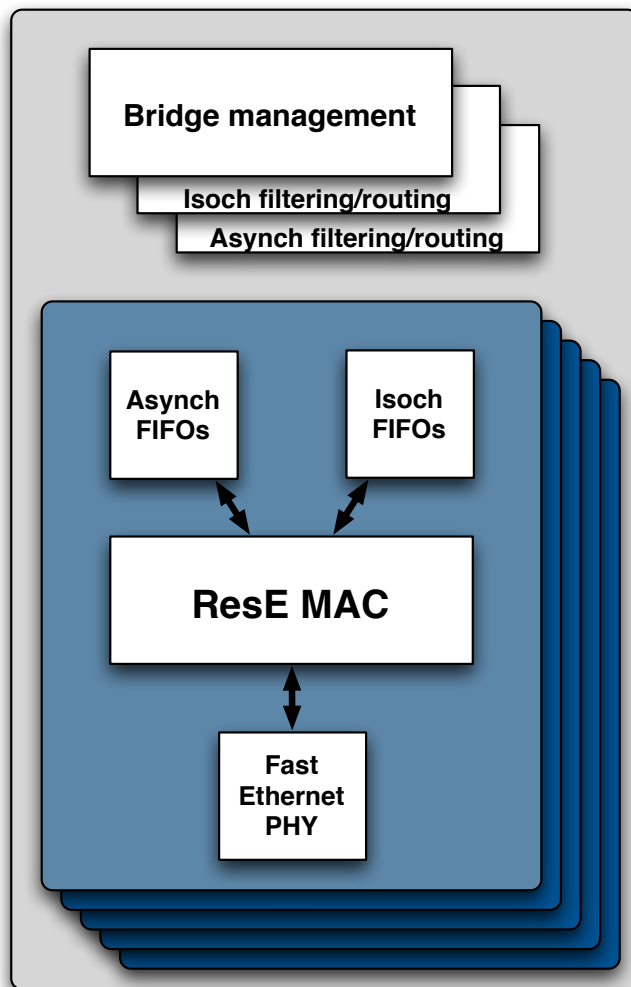 Bridge management
Isoch filtering/routing
Asynch filtering/routing
Asynch
FIFOs
Isoch
FIFOs
ResE MAC
Fast
Ethernet
PHY